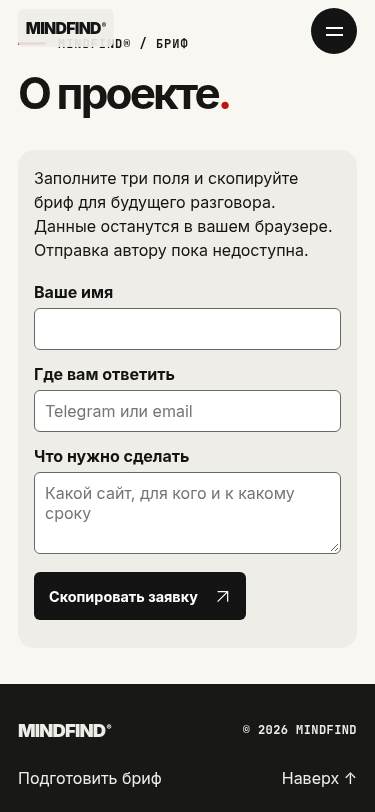 MINDFIND®
MINDFIND® / БРИФ
О проекте.
Заполните три поля и скопируйте
бриф для будущего разговора.
Данные останутся в вашем браузере.
Отправка автору пока недоступна.
Ваше имя
Где вам ответить
Telegram или email
Что нужно сделать
Какой сайт, для кого и к какому
сроку
Скопировать заявку
MINDFIND®
© 2026 MINDFIND
Подготовить бриф
Наверх ↑